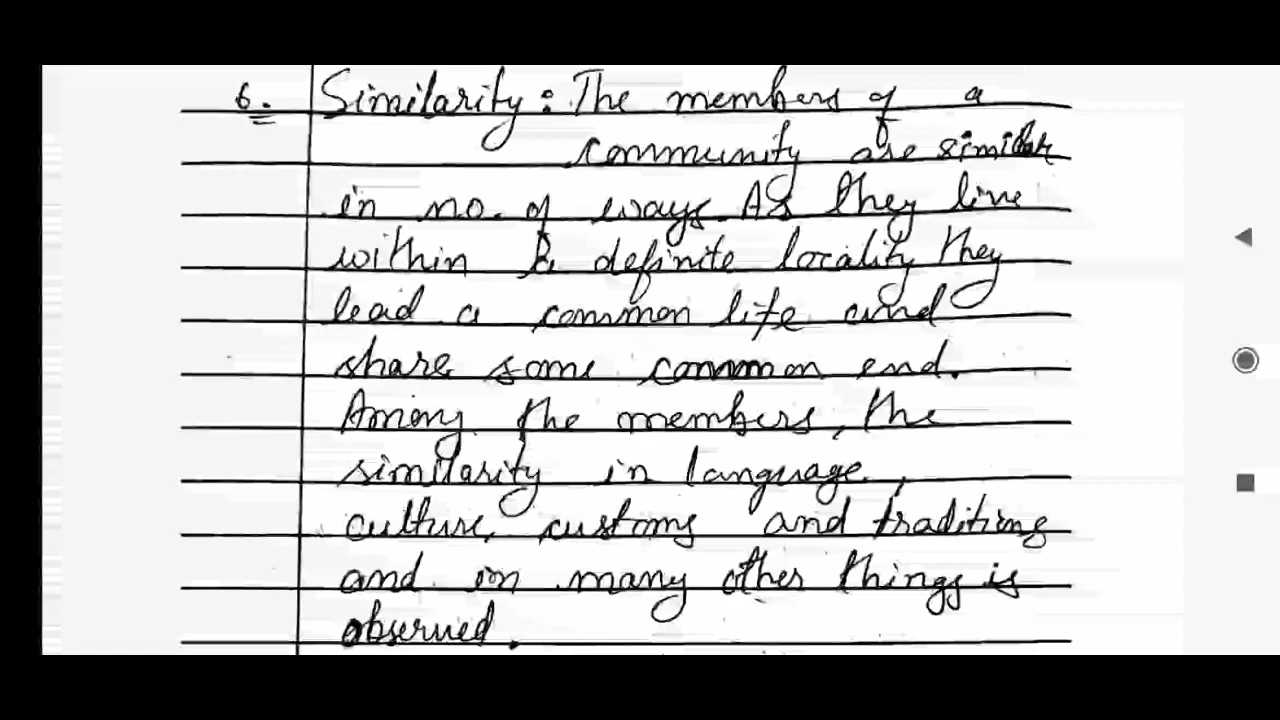 6. Similarity: The members of a
community are similar
in no. of ways. As they live
within a definite locality they
lead a common life and
share some common end.
Among the members, the
similarity in language,
culture, customs and traditions
and in many other things is
observed.